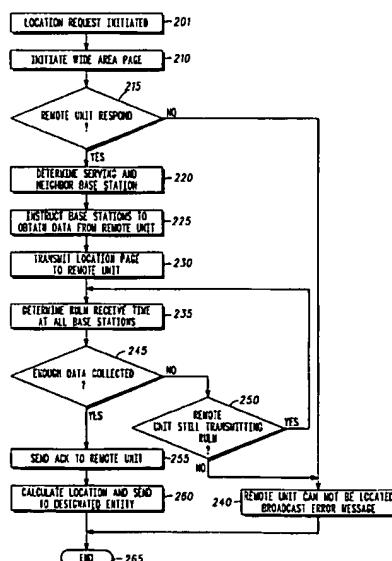 LOCATION REQUEST INITIATED
201
INITIATE WIDE AREA PAGE
210
215
REMOTE UNIT RESPOND
?
NO
YES
DETERMINE SERVING AND
NEIGHBOR BASE STATION
220
INSTRUCT BASE STATIONS TO
OBTAIN DATA FROM REMOTE UNIT
225
TRANSMIT LOCATION PAGE
TO REMOTE UNIT
230
DETERMINE RULM RECEIVE TIME
AT ALL BASE STATIONS
235
245
ENOUGH DATA COLLECTED
?
NO
YES
250
REMOTE
UNIT STILL TRANSMITTING
RULM
?
YES
NO
SEND ACK TO REMOTE UNIT
255
CALCULATE LOCATION AND SEND
TO DESIGNATED ENTITY
260
240
REMOTE UNIT CAN NOT BE LOCATED
BROADCAST ERROR MESSAGE
END
265